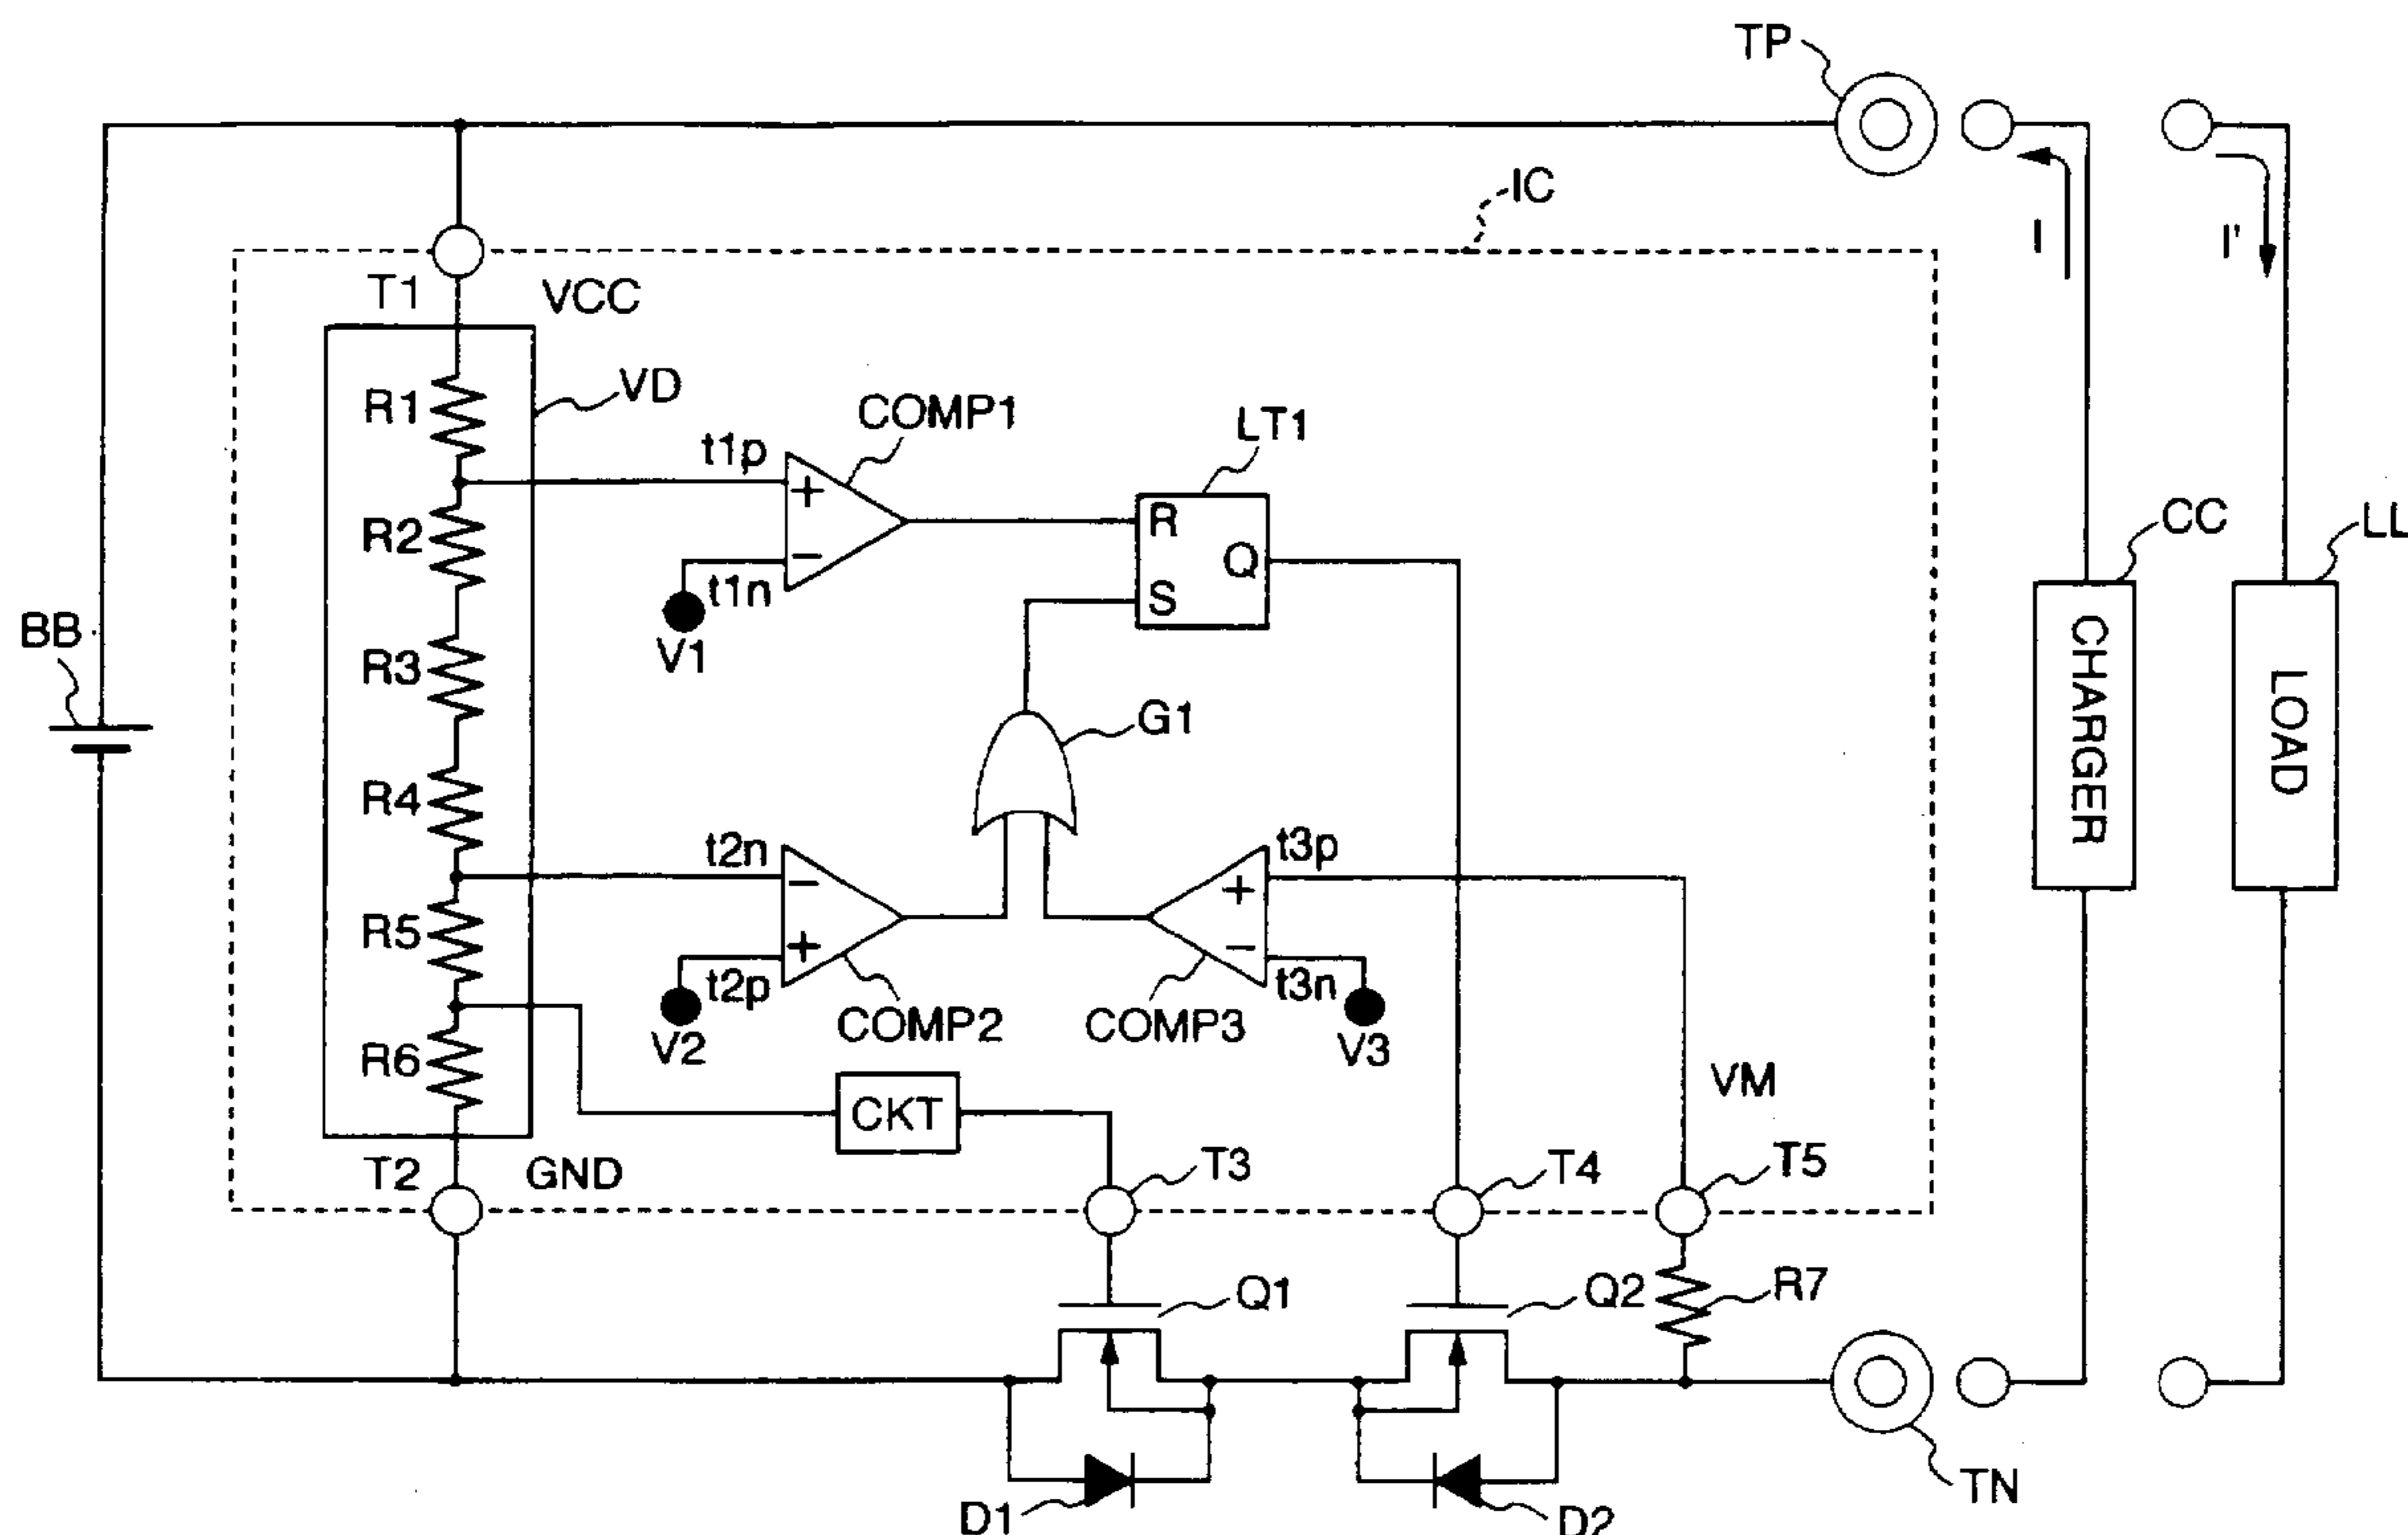 TP
IC
T1 VCC
I
I'
R1
VD
COMP1
LT1
t1p
+
R
R2
−
Q
CC
LL
t1n
S
BB
V1
R3
CHARGER
LOAD
G1
R4
t2n
t3p
−
+
R5
+
−
t2p
t3n
COMP2
COMP3
V2
V3
R6
CKT
VM
T2 GND
T3
T4
T5
Q1
Q2
R7
TN
D1
D2